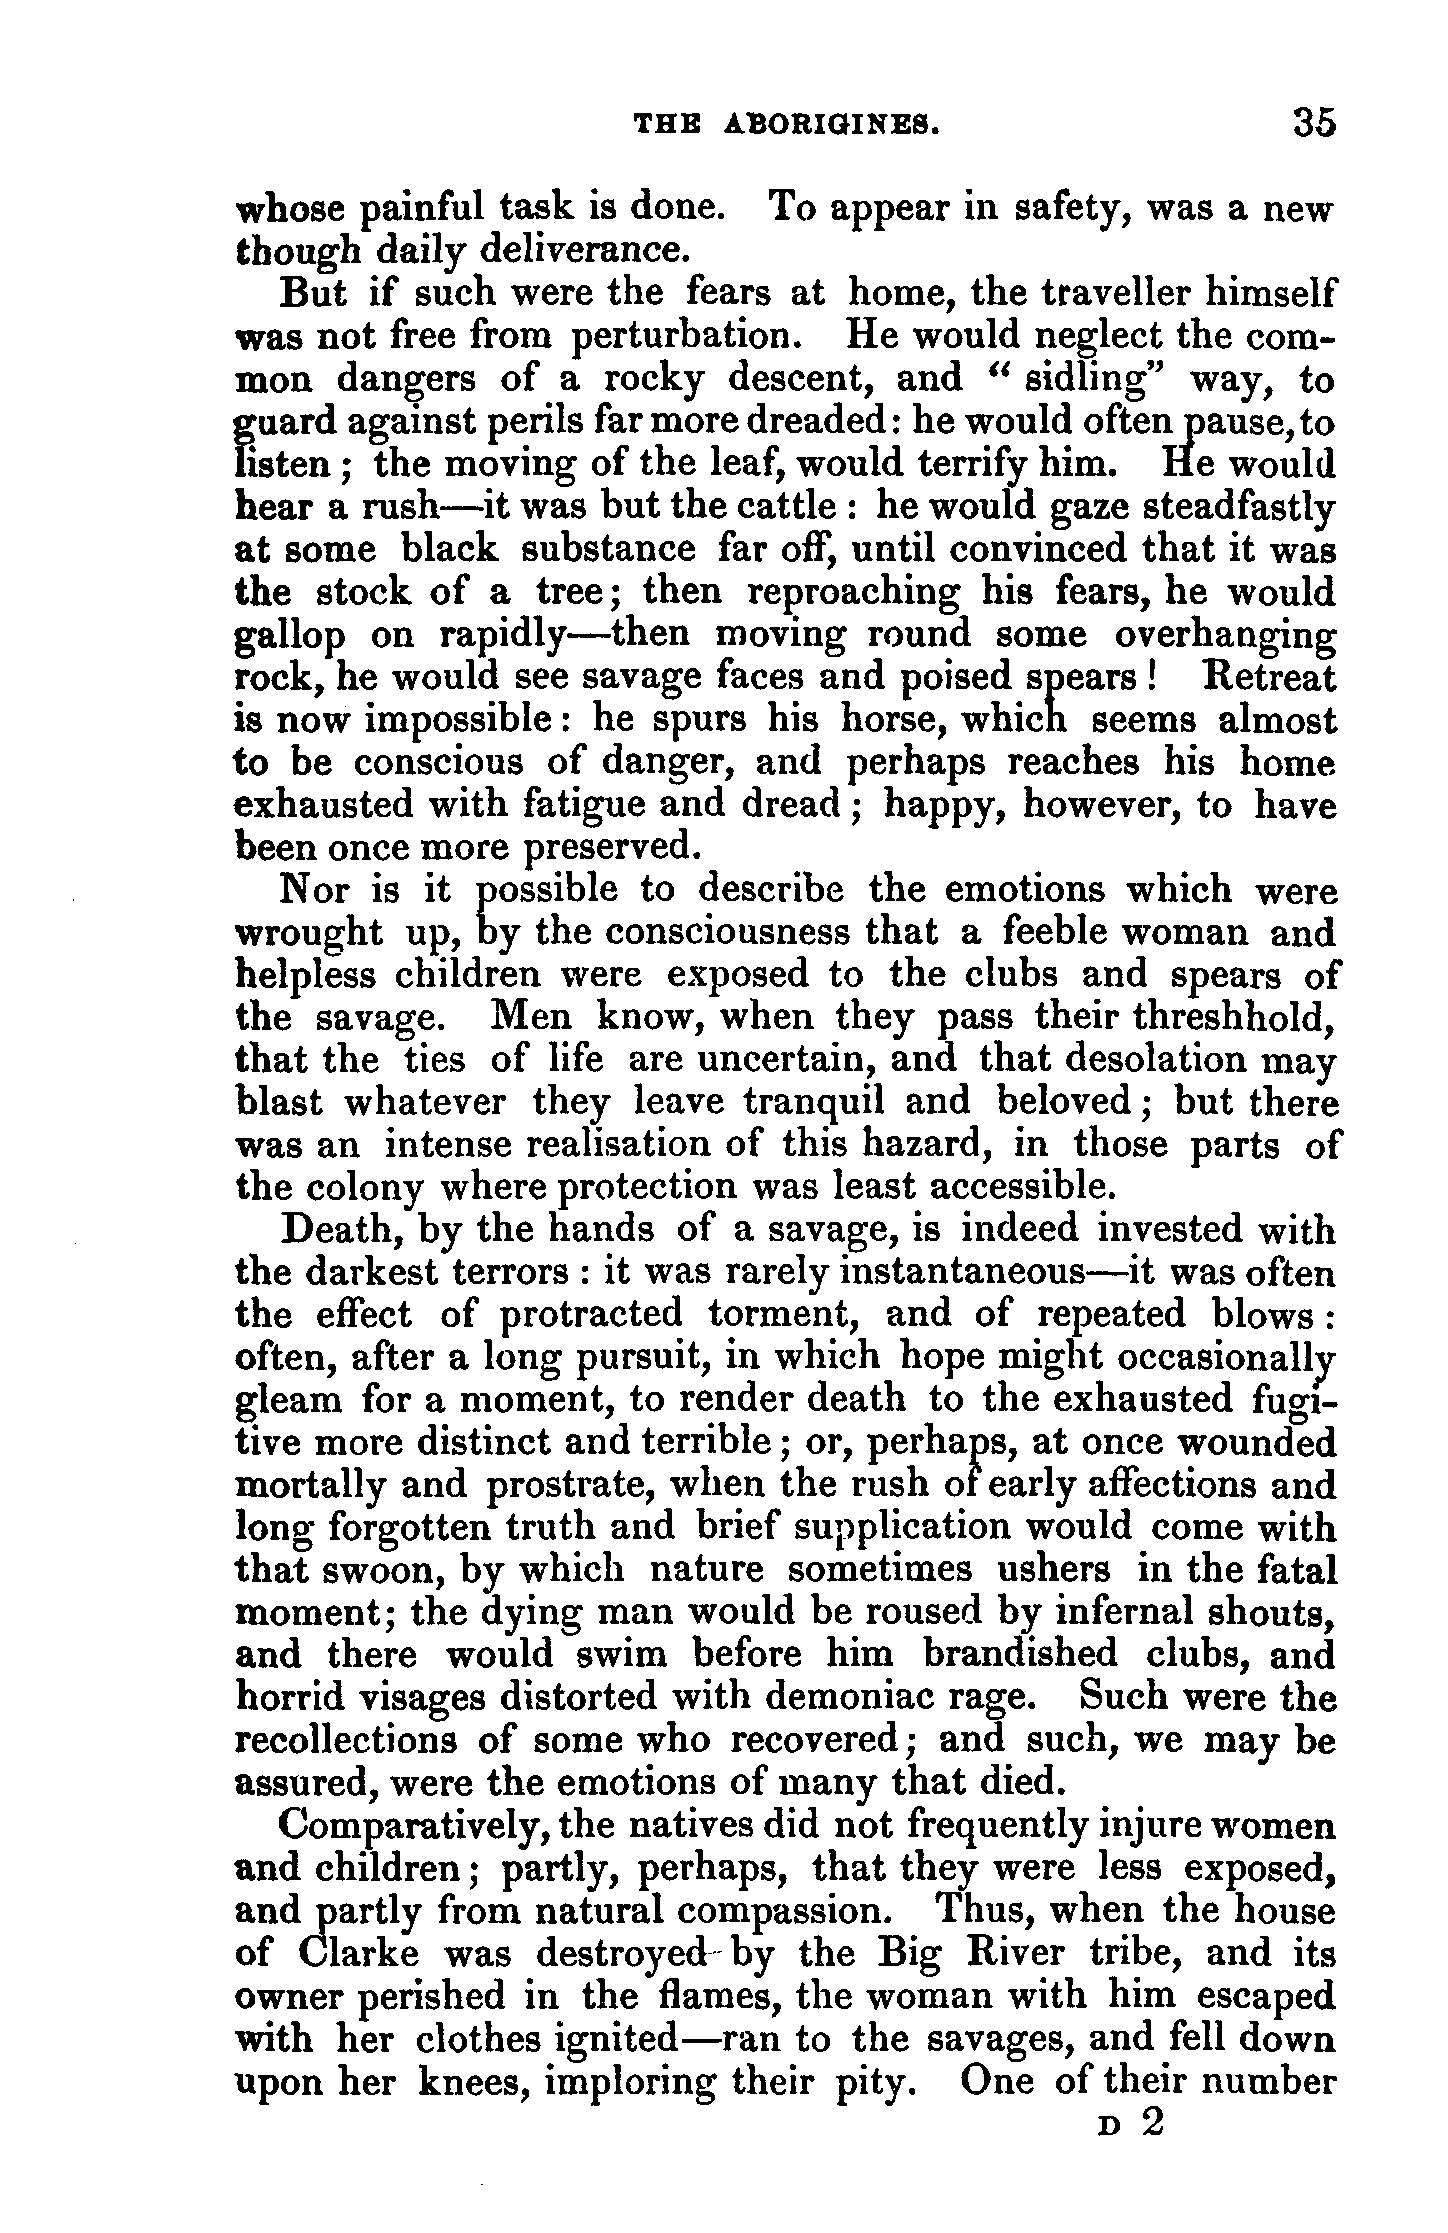 THE ABORIGINES. 35
whose painful task is done. To appear in safety, was a new
though daily deliverance.
But if such were the fears at home, the traveller himself
was not free from perturbation. He would neglect the com-
mon dangers of a rocky descent, and “ sidling” way, to
guard against perils far more dreaded: he would often pause, to
listen ; the moving of the leaf, would terrify him. He would
hear a rush—it was but the cattle : he would gaze steadfastly
at some black substance far off, until convinced that it was
the stock of a tree; then reproaching his fears, he would
gallop on rapidly—then moving round some overhanging
rock, he would see savage faces and poised spears ! Retreat
is now impossible : he spurs his horse, which seems almost
to be conscious of danger, and perhaps reaches his home
exhausted with fatigue and dread ; happy, however, to have
been once more preserved.
Nor is it possible to describe the emotions which were
wrought up, by the consciousness that a feeble woman and
helpless children were exposed to the clubs and spears of
the savage. Men know, when they pass their threshhold,
that the ties of life are uncertain, and that desolation may
blast whatever they leave tranquil and beloved ; but there
was an intense realisation of this hazard, in those parts of
the colony where protection was least accessible.
Death, by the hands of a savage, is indeed invested with
the darkest terrors : it was rarely instantaneous—it was often
the effect of protracted torment, and of repeated blows :
often, after a long pursuit, in which hope might occasionally
gleam for a moment, to render death to the exhausted fugi-
tive more distinct and terrible ; or, perhaps, at once wounded
mortally and prostrate, when the rush of early affections and
long forgotten truth and brief supplication would come with
that swoon, by which nature sometimes ushers in the fatal
moment; the dying man would be roused by infernal shouts,
and there would swim before him brandished clubs, and
horrid visages distorted with demoniac rage. Such were the
recollections of some who recovered; and such, we may be
assured, were the emotions of many that died.
Comparatively, the natives did not frequently injure women
and children ; partly, perhaps, that they were less exposed,
and partly from natural compassion. Thus, when the house
of Clarke was destroyed by the Big River tribe, and its
owner perished in the flames, the woman with him escaped
with her clothes ignited—ran to the savages, and fell down
upon her knees, imploring their pity. One of their number
D 2